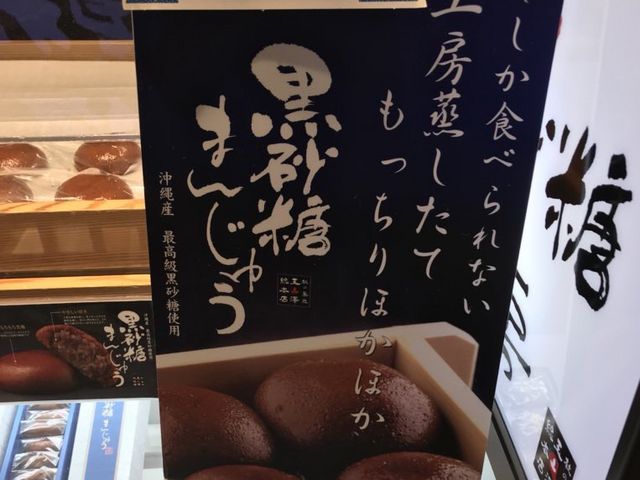 しか食べられない
工房蒸したて
もっちりほかほか
黒砂糖
まんじゅう
沖縄産 最高級黒砂糖使用
糖
黒砂糖
まんじゅう